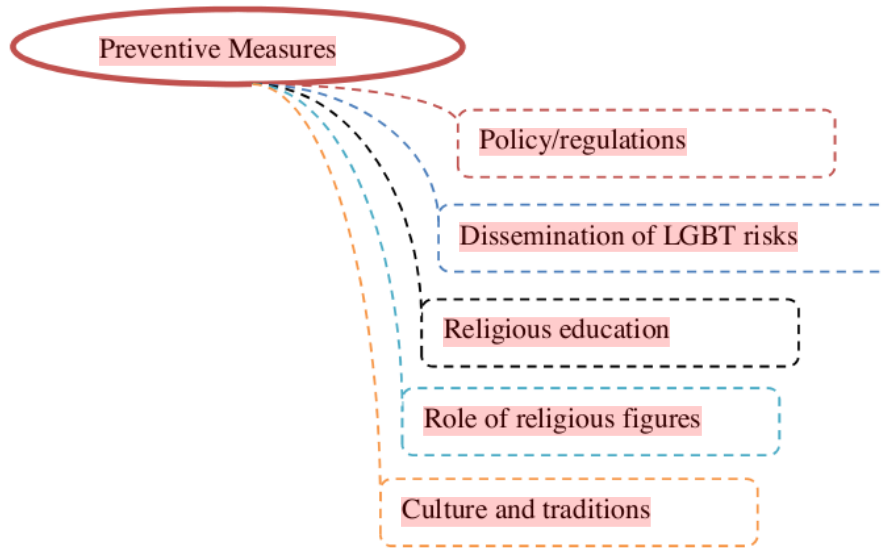 Preventive Measures
Policy/regulations
Dissemination of LGBT risks
Religious education
Role of religious figures
Culture and traditions